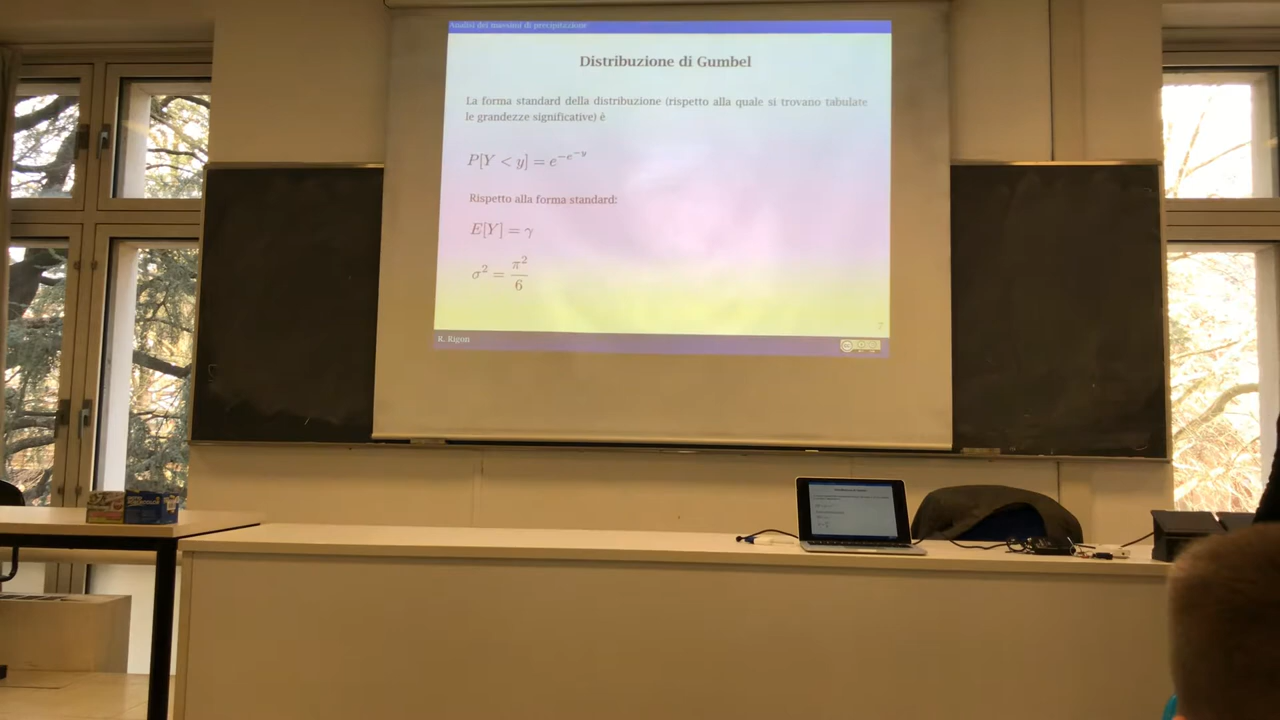 Analisi dei massimi di precipitazione
Distribuzione di Gumbel
La forma standard della distribuzione (rispetto alla quale si trovano tabulate
le grandezze significative) è
P[Y < y] = e^{-e^{-y}}
Rispetto alla forma standard:
E[Y] = γ
σ² = π²/6
7
R. Rigon